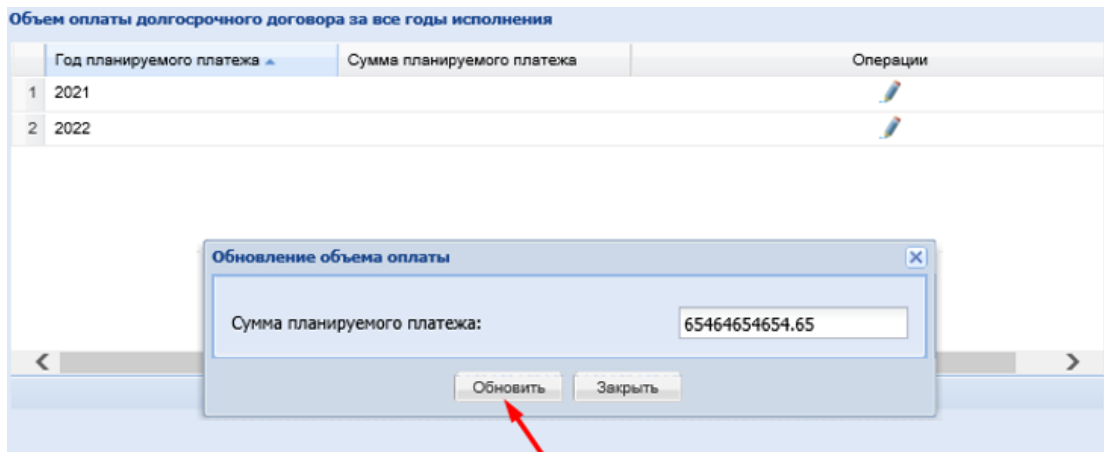 Объем оплаты долгосрочного договора за все годы исполнения
Год планируемого платежа Сумма планируемого платежа Операции
1 2021
2 2022
Обновление объема оплаты
Сумма планируемого платежа: 65464654654.65
Обновить Закрыть